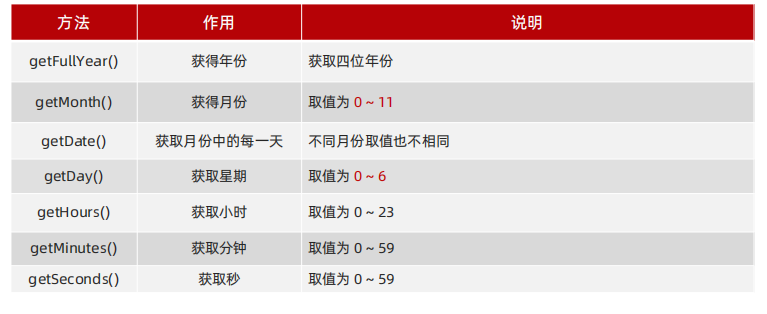 方法 作用 说明
getFullYear() 获得年份 获取四位年份
getMonth() 获得月份 取值为 0 ~ 11
getDate() 获取月份中的每一天 不同月份取值也不相同
getDay() 获取星期 取值为 0 ~ 6
getHours() 获取小时 取值为 0 ~ 23
getMinutes() 获取分钟 取值为 0 ~ 59
getSeconds() 获取秒 取值为 0 ~ 59